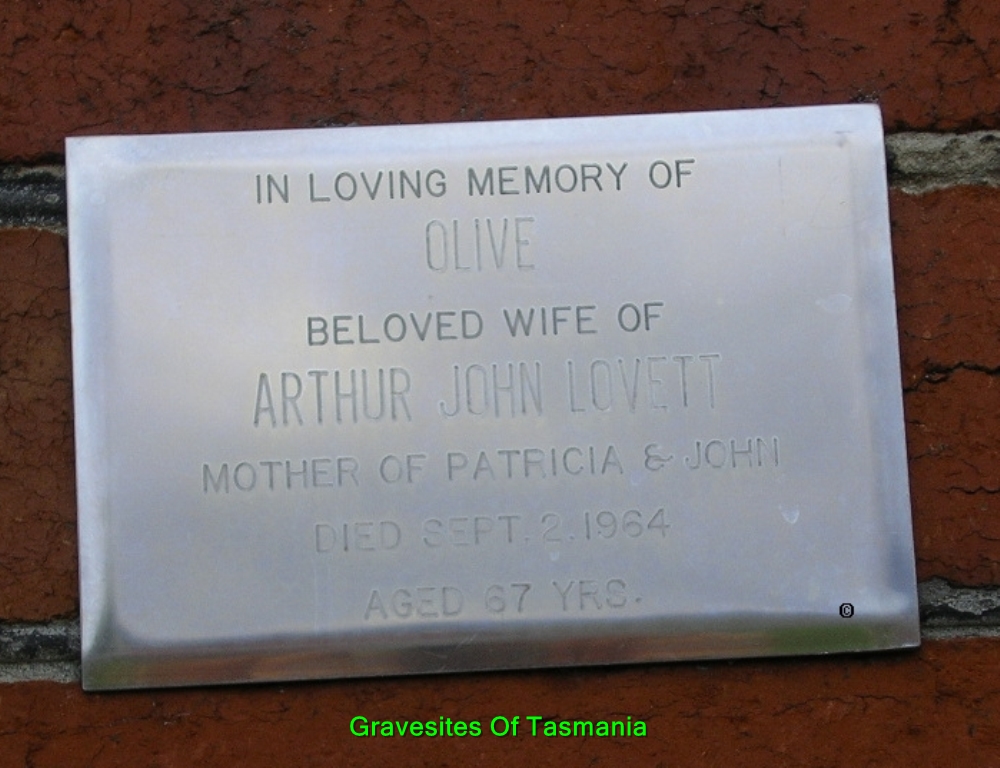 IN LOVING MEMORY OF
OLIVE
BELOVED WIFE OF
ARTHUR JOHN LOVETT
MOTHER OF PATRICIA & JOHN
DIED SEPT. 2. 1964
AGED 67 YRS.
©
Gravesites Of Tasmania